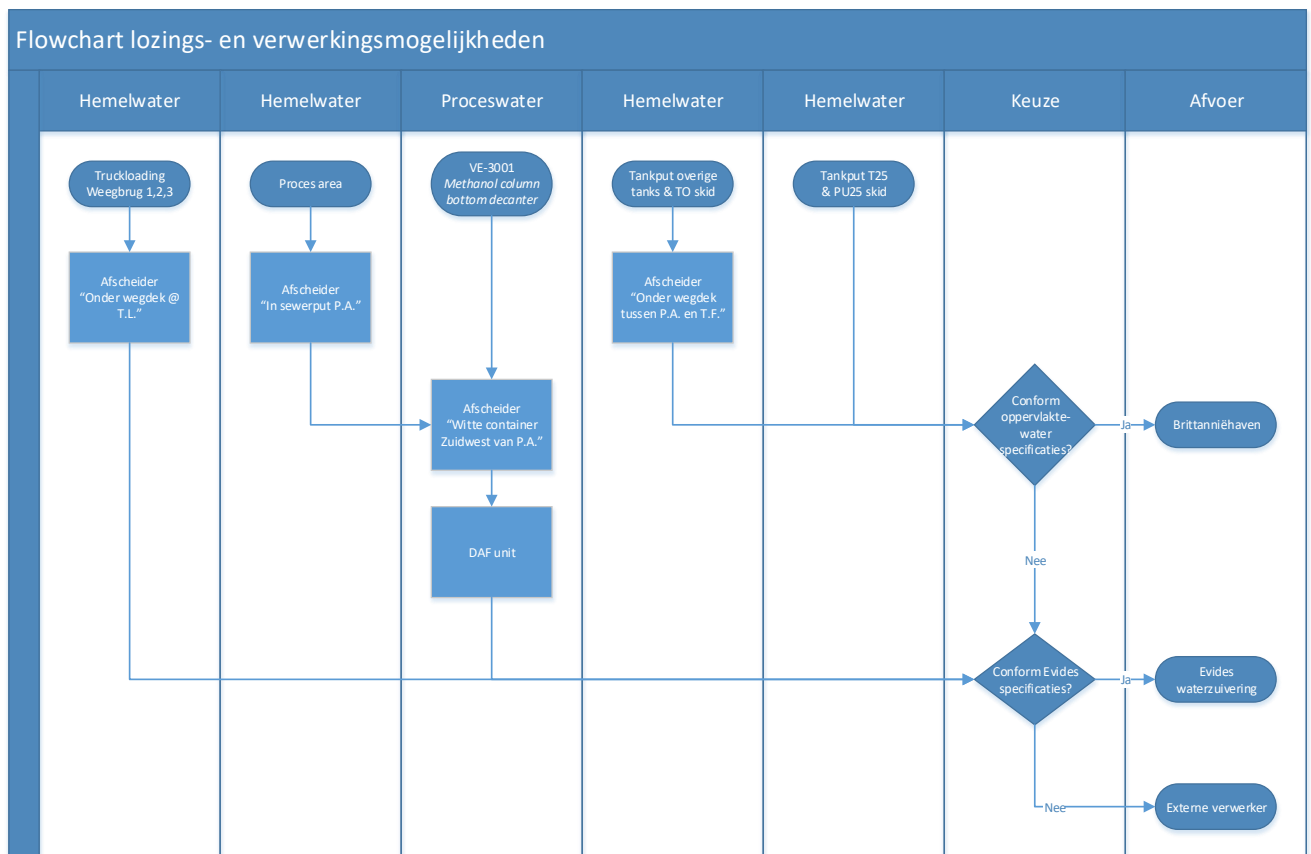 Flowchart lozings- en verwerkingsmogelijkheden
Hemelwater
Hemelwater
Proceswater
Hemelwater
Hemelwater
Keuze
Afvoer
Truckloading
Weegbrug 1,2,3
Proces area
VE-3001
Methanol column
bottom decanter
Tankput overige
tanks & TO skid
Tankput T25
& PU25 skid
Afscheider
“Onder wegdek @
T.L.”
Afscheider
“In sewerput P.A.”
Afscheider
“Onder wegdek
tussen P.A. en T.F.”
Afscheider
“Witte container
Zuidwest van P.A.”
Conform
oppervlakte-
water
specificaties?
Ja
Brittanniëhaven
DAF unit
Nee
Conform Evides
specificaties?
Ja
Evides
waterzuivering
Nee
Externe verwerker